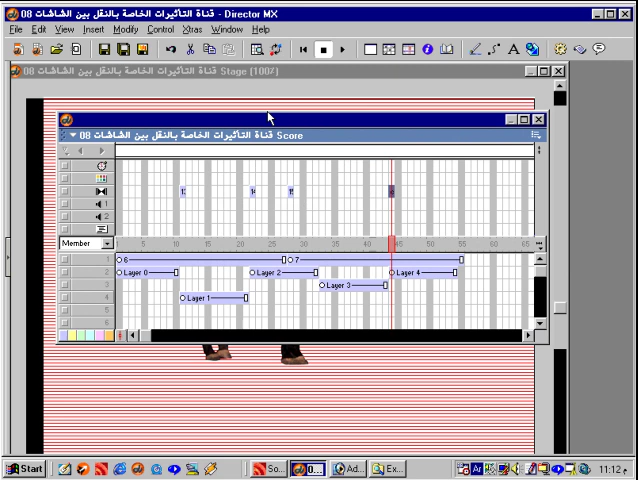 08 قناة التأثيرات الخاصة بالنقل بين الشاشات - Director MX
File Edit View Insert Modify Control Xtras Window Help
08 قناة التأثيرات الخاصة بالنقل بين الشاشات Stage (100%)
08 قناة التأثيرات الخاصة بالنقل بين الشاشات Score
1
2
Member 5 10 15 20 25 30 35 40 45 50 55 60 65
1 6 7
2 Layer 0 Layer 2 Layer 4
3 Layer 3
4 Layer 1
5
6
Start So... 0... Ad... Ex... Ar 11:12 م